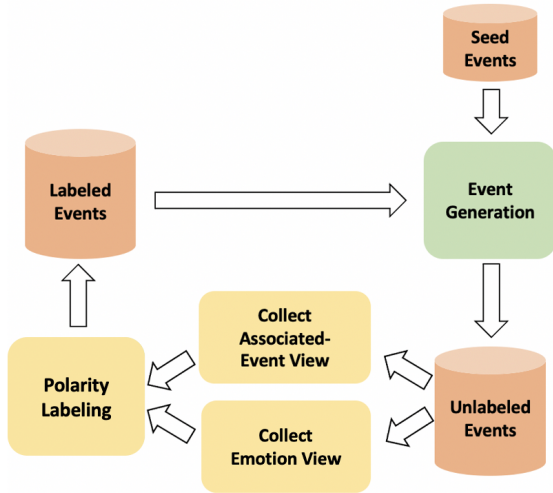 Seed
Events
Labeled
Events
Event
Generation
Collect
Associated-
Event View
Polarity
Labeling
Collect
Emotion View
Unlabeled
Events